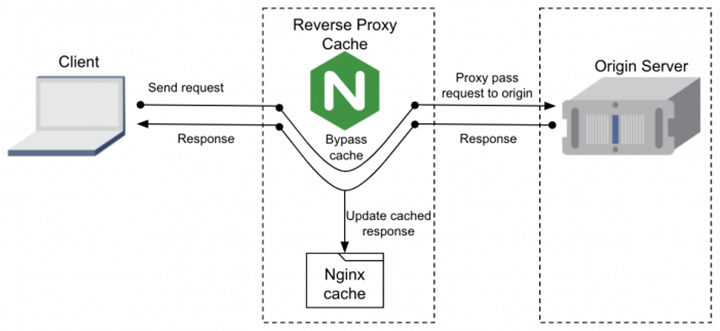 Reverse Proxy
Cache
Client
Origin Server
Send request
Proxy pass
request to origin
N
Bypass
cache
Response
Response
Update cached
response
Nginx
cache